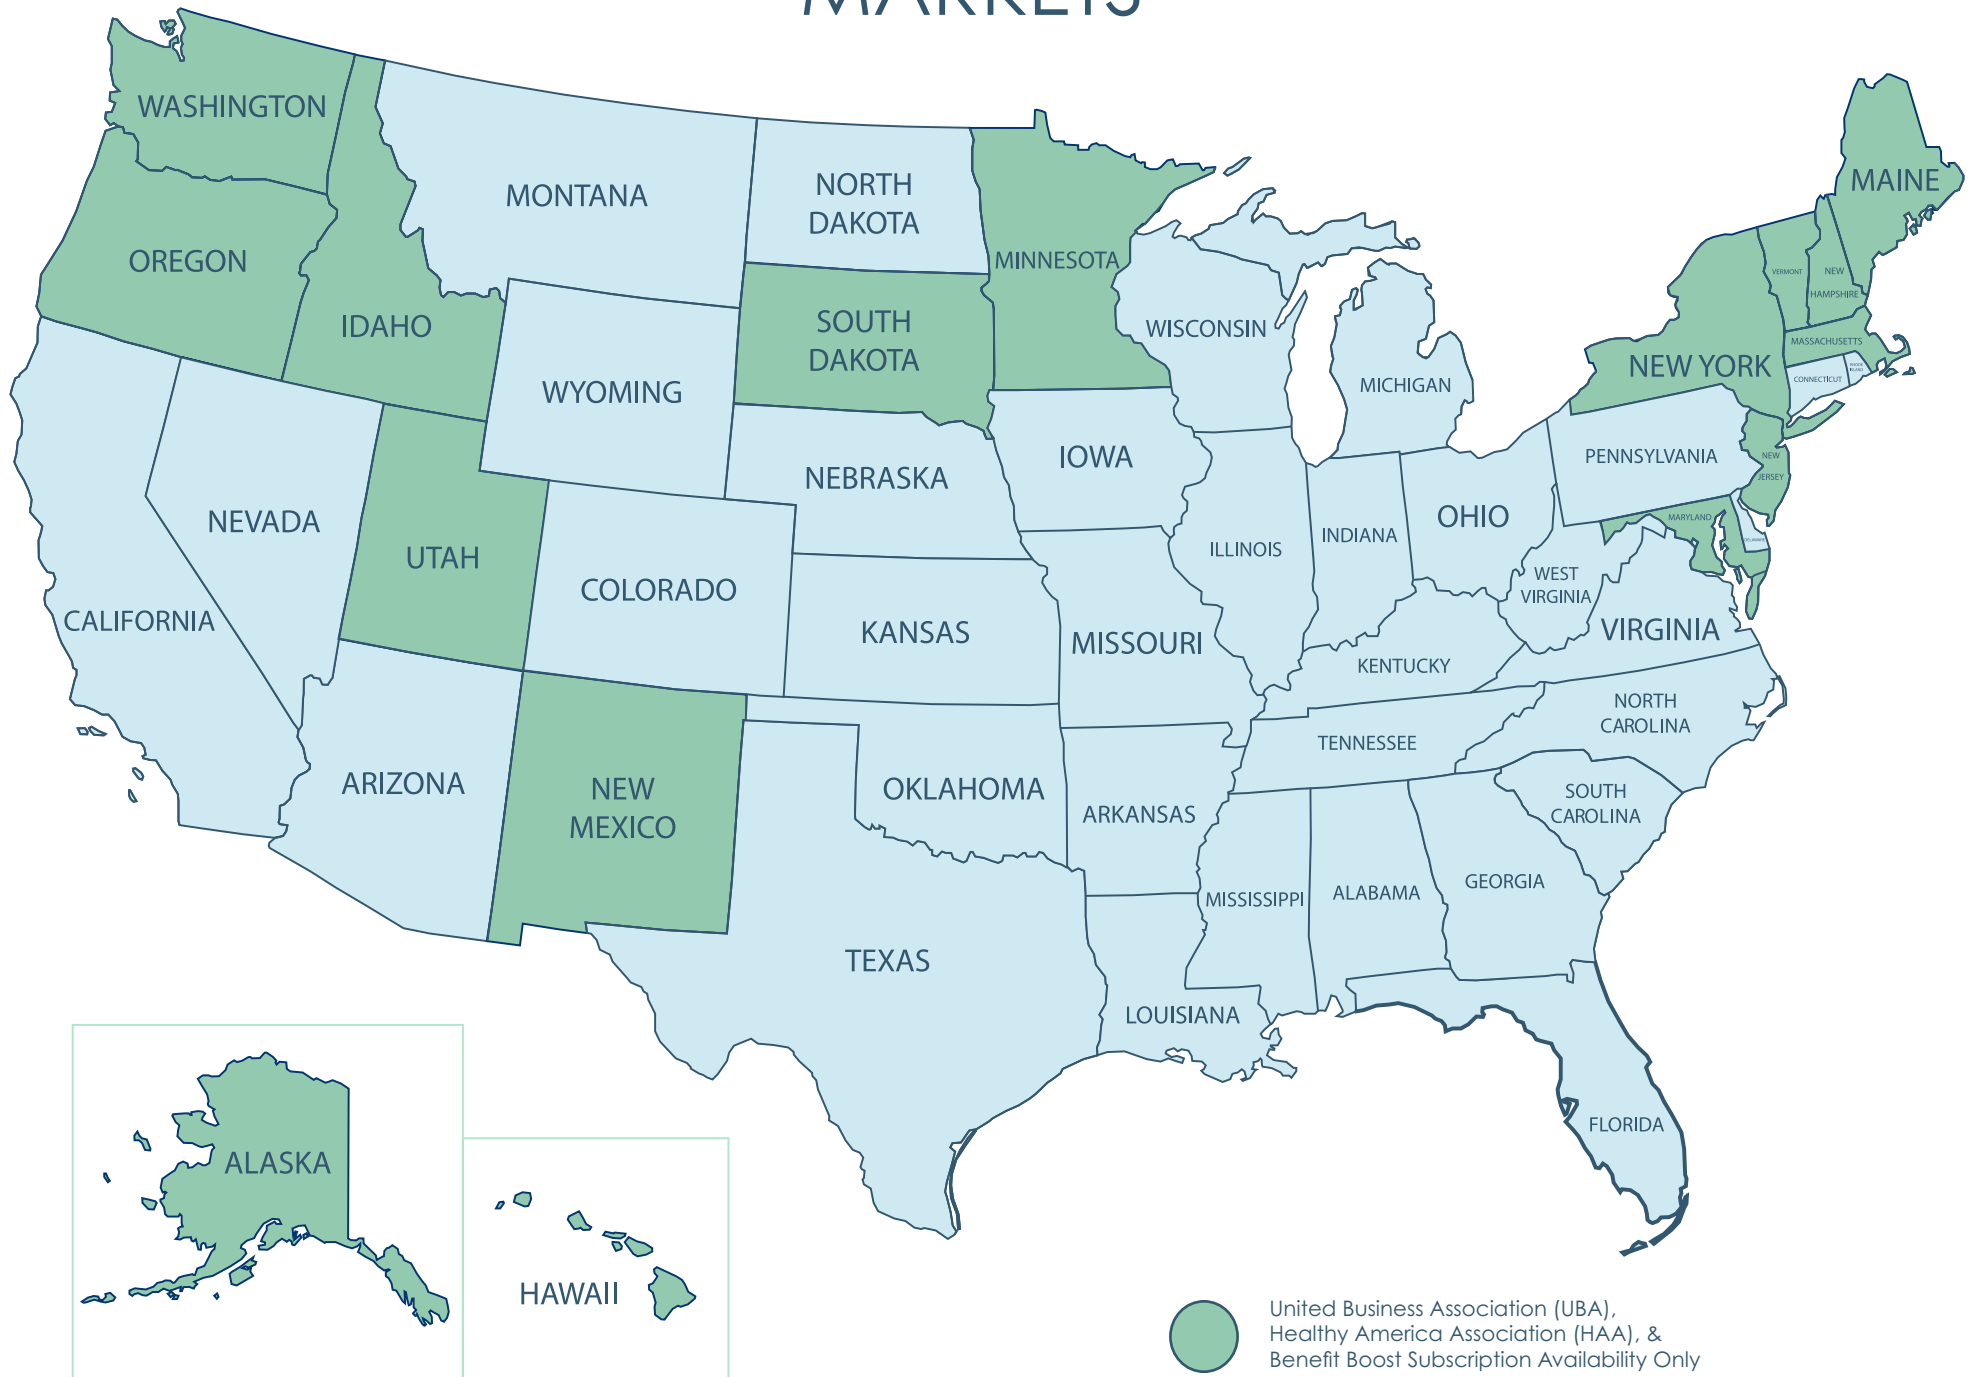 MARKETS
WASHINGTON
MONTANA
NORTH
DAKOTA
MINNESOTA
MAINE
OREGON
IDAHO
SOUTH
DAKOTA
WISCONSIN
VERMONT
NEW
HAMPSHIRE
MASSACHUSETTS
NEW YORK
CONNECTICUT
RHODE
ISLAND
WYOMING
MICHIGAN
IOWA
NEBRASKA
PENNSYLVANIA
NEW
JERSEY
NEVADA
UTAH
COLORADO
ILLINOIS
INDIANA
OHIO
MARYLAND
DELAWARE
WEST
VIRGINIA
CALIFORNIA
KANSAS
MISSOURI
KENTUCKY
VIRGINIA
ARIZONA
NEW
MEXICO
OKLAHOMA
ARKANSAS
TENNESSEE
NORTH
CAROLINA
SOUTH
CAROLINA
MISSISSIPPI
ALABAMA
GEORGIA
TEXAS
LOUISIANA
FLORIDA
ALASKA
HAWAII
United Business Association (UBA),
Healthy America Association (HAA), &
Benefit Boost Subscription Availability Only